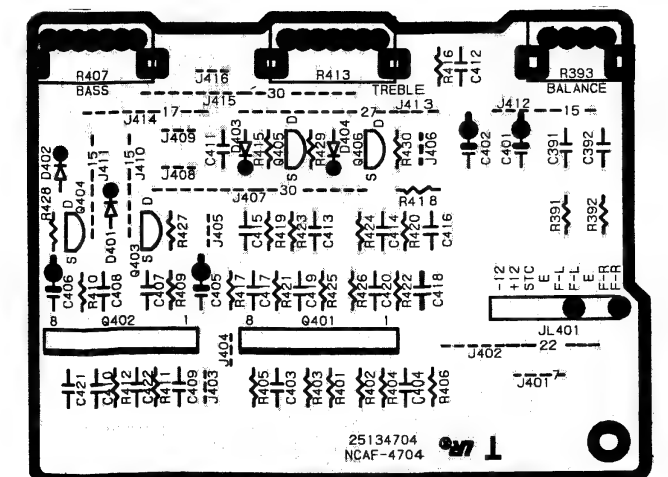 R407
BASS
J416
R413
TREBLE
R416
C412
R393
BALANCE
30
J415
17
J414
27
J413
J412
15
J409
C411
D403
R415
Q405
D
S
R429
D404
Q406
D
S
R430
J406
C402
C401
C391
C392
D402
R428
Q404
D
S
15
J411
15
J410
J408
30
J407
R418
D401
Q403
D
S
R427
J405
C415
R419
R423
C413
R424
R420
C416
R391
R392
C406
R410
C408
C407
R409
C405
R417
C417
R421
C419
R425
C420
R422
C418
-12
+12
STC
E
F-L
F-L
E
F-R
F-R
8
Q402
1
8
Q401
1
JL401
J404
J402
22
J401
7
C421
C410
R412
C422
R411
C409
J403
R405
C403
R403
R401
R402
R404
C404
R406
25134704
NCAF-4704